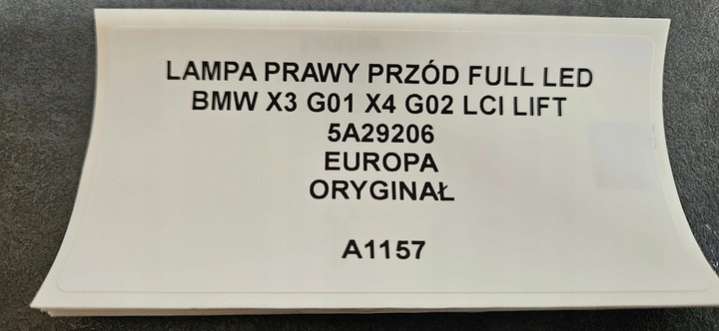 LAMPA PRAWY PRZÓD FULL LED
BMW X3 G01 X4 G02 LCI LIFT
5A29206
EUROPA
ORYGINAŁ
A1157